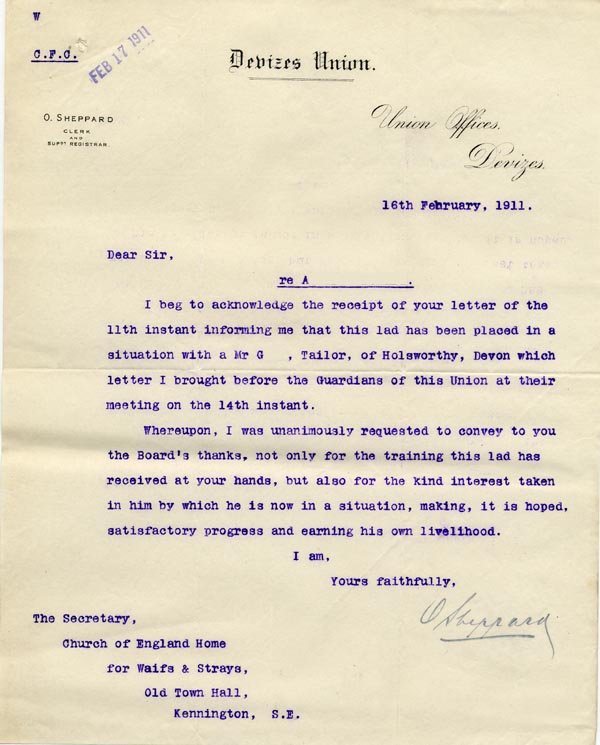 W
C.F.C.
FEB 17 1911
Devizes Union.
O. SHEPPARD
CLERK
AND
SUPPT REGISTRAR.
Union Offices.
Devizes.
16th February, 1911.
Dear Sir,
re A .
I beg to acknowledge the receipt of your letter of the
11th instant informing me that this lad has been placed in a
situation with a Mr G , Tailor, of Holsworthy, Devon which
letter I brought before the Guardians of this Union at their
meeting on the 14th instant.
Whereupon, I was unanimously requested to convey to you
the Board's thanks, not only for the training this lad has
received at your hands, but also for the kind interest taken
in him by which he is now in a situation, making, it is hoped,
satisfactory progress and earning his own livelihood.
I am,
Yours faithfully,
O Sheppard
The Secretary,
Church of England Home
for Waifs & Strays,
Old Town Hall,
Kennington, S.E.